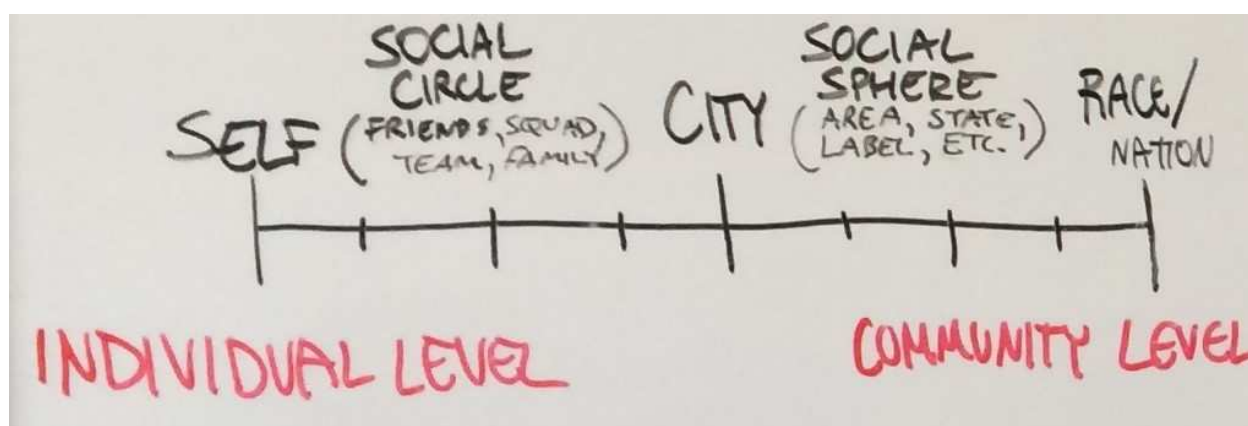 SELF
SOCIAL
CIRCLE
(FRIENDS, SQUAD,
TEAM, FAMILY)
CITY
SOCIAL
SPHERE
(AREA, STATE,
LABEL, ETC.)
RACE/
NATION
INDIVIDUAL LEVEL
COMMUNITY LEVEL